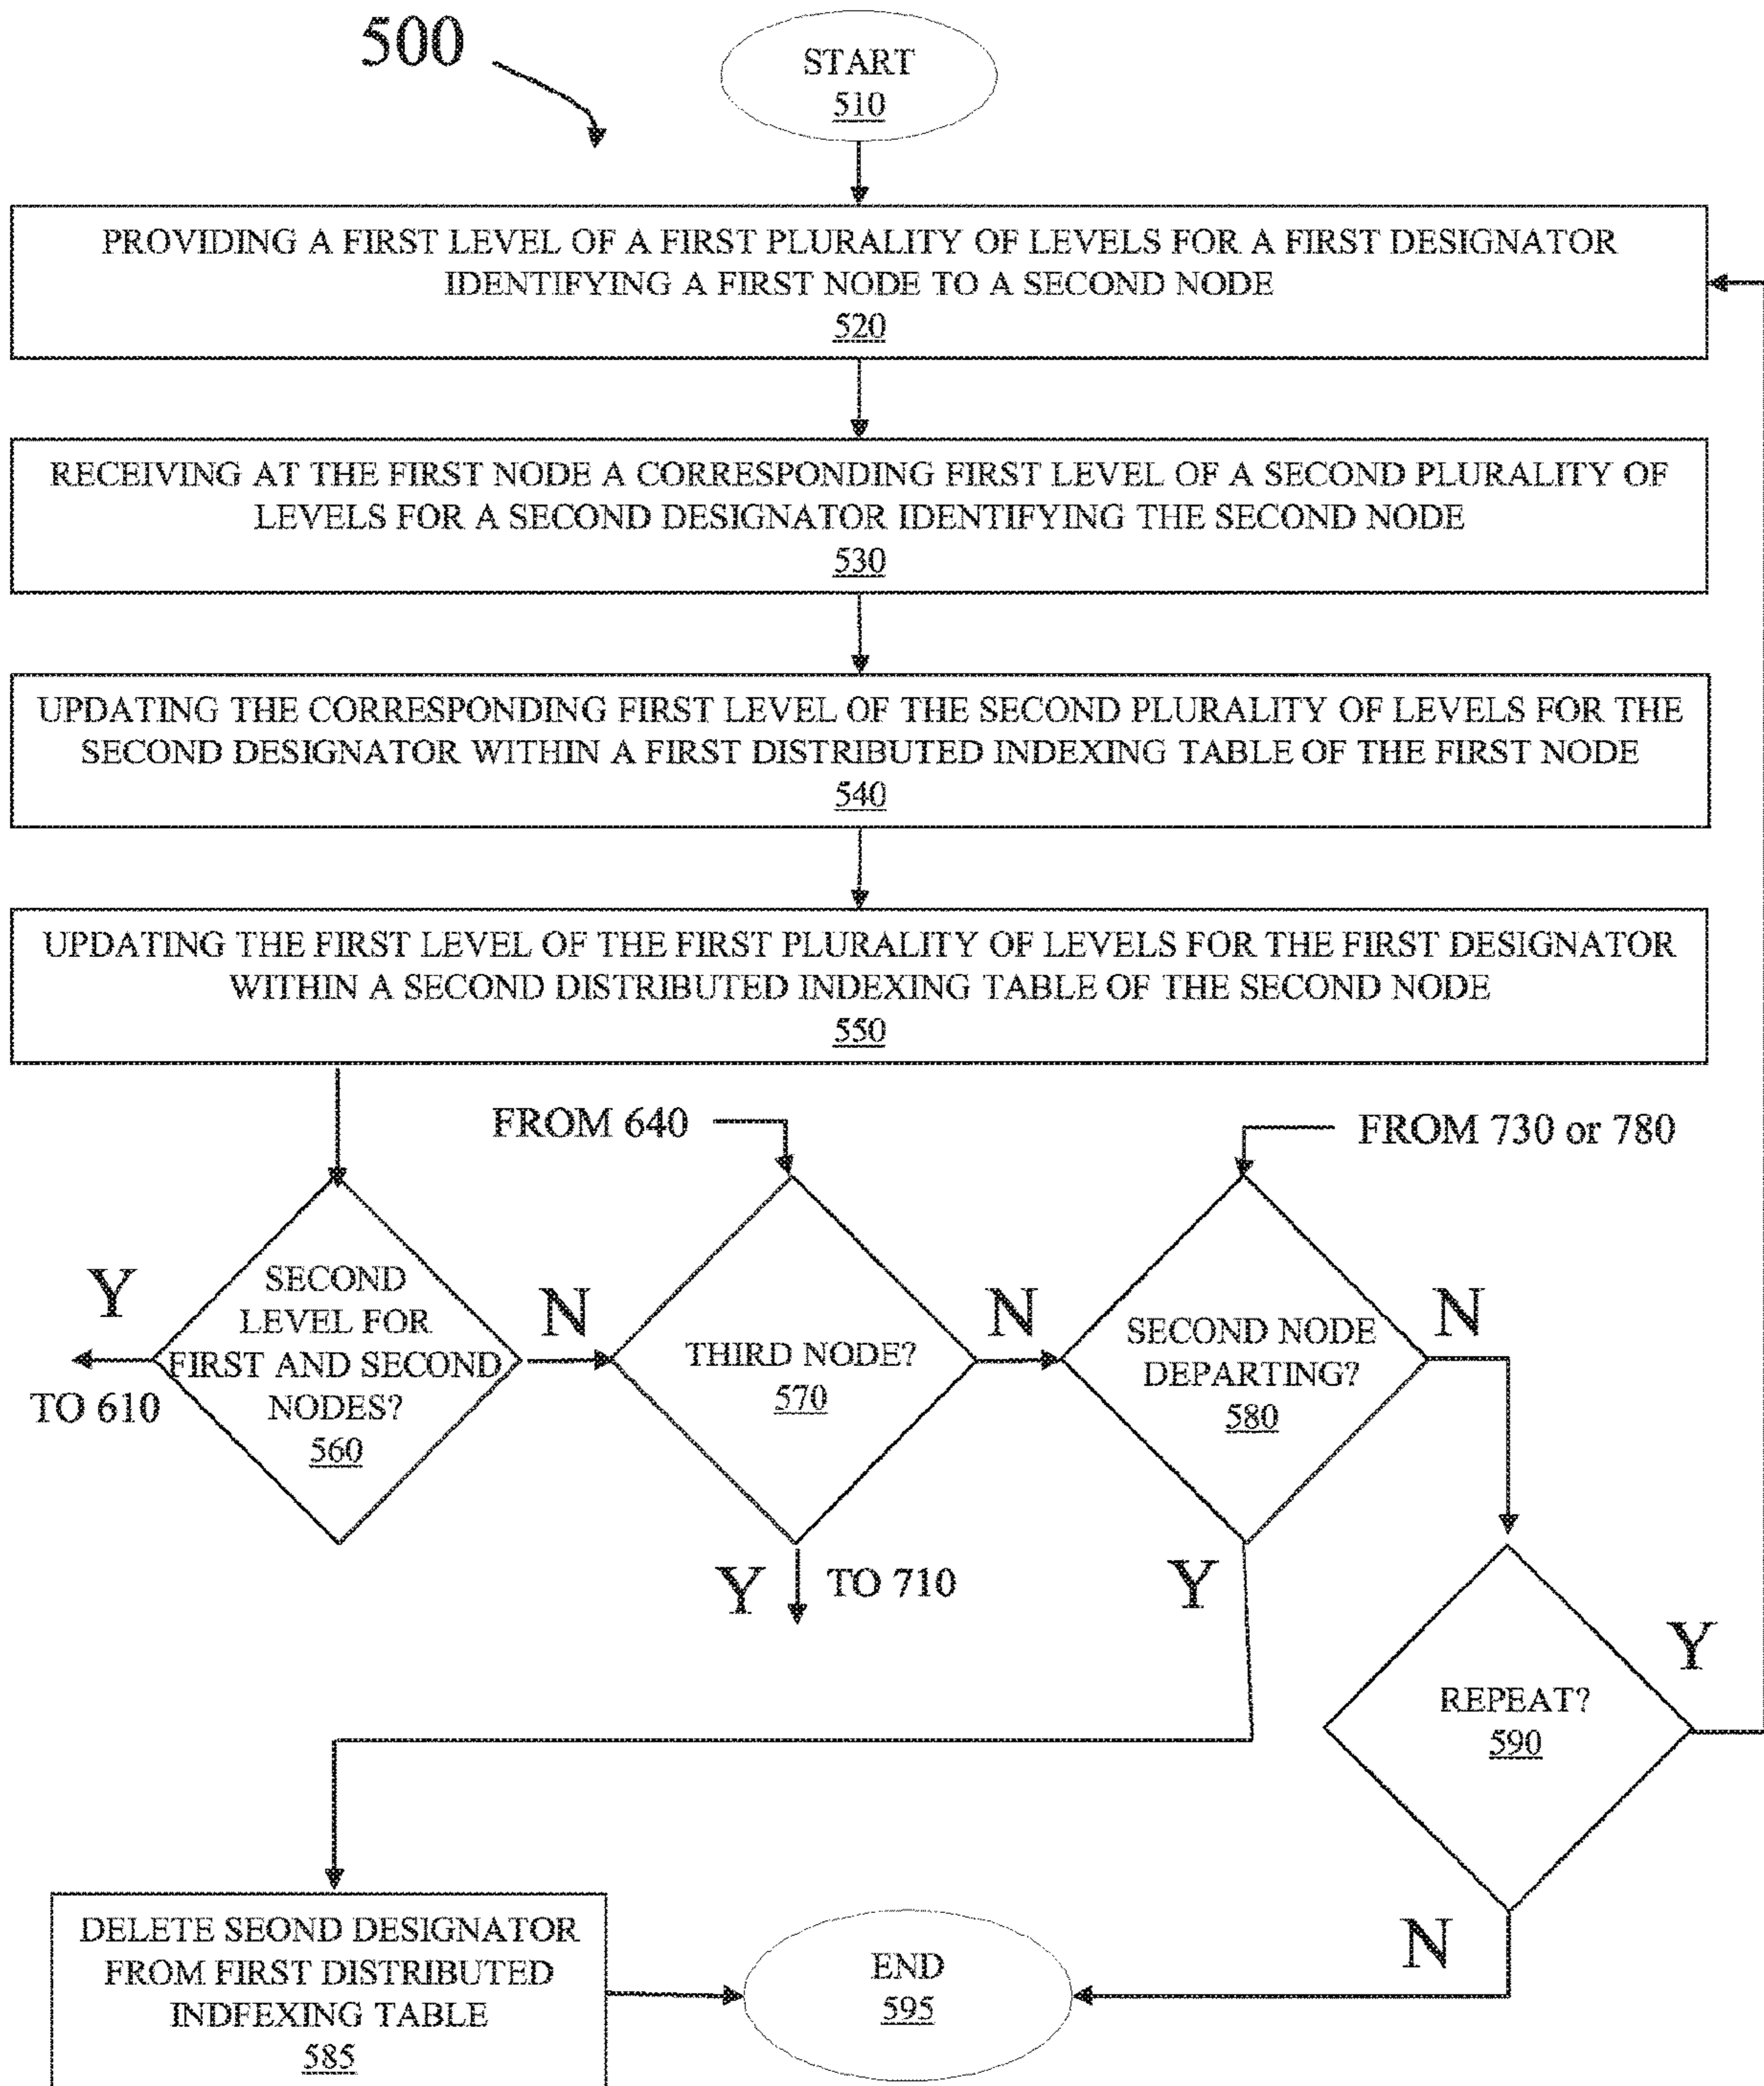 500
START
510
PROVIDING A FIRST LEVEL OF A FIRST PLURALITY OF LEVELS FOR A FIRST DESIGNATOR
IDENTIFYING A FIRST NODE TO A SECOND NODE
520
RECEIVING AT THE FIRST NODE A CORRESPONDING FIRST LEVEL OF A SECOND PLURALITY OF
LEVELS FOR A SECOND DESIGNATOR IDENTIFYING THE SECOND NODE
530
UPDATING THE CORRESPONDING FIRST LEVEL OF THE SECOND PLURALITY OF LEVELS FOR THE
SECOND DESIGNATOR WITHIN A FIRST DISTRIBUTED INDEXING TABLE OF THE FIRST NODE
540
UPDATING THE FIRST LEVEL OF THE FIRST PLURALITY OF LEVELS FOR THE FIRST DESIGNATOR
WITHIN A SECOND DISTRIBUTED INDEXING TABLE OF THE SECOND NODE
550
FROM 640
FROM 730 or 780
Y
SECOND
LEVEL FOR
FIRST AND SECOND
NODES?
560
TO 610
N
THIRD NODE?
570
N
SECOND NODE
DEPARTING?
580
N
Y
TO 710
Y
REPEAT?
590
Y
DELETE SEOND DESIGNATOR
FROM FIRST DISTRIBUTED
INDFEXING TABLE
585
END
595
N